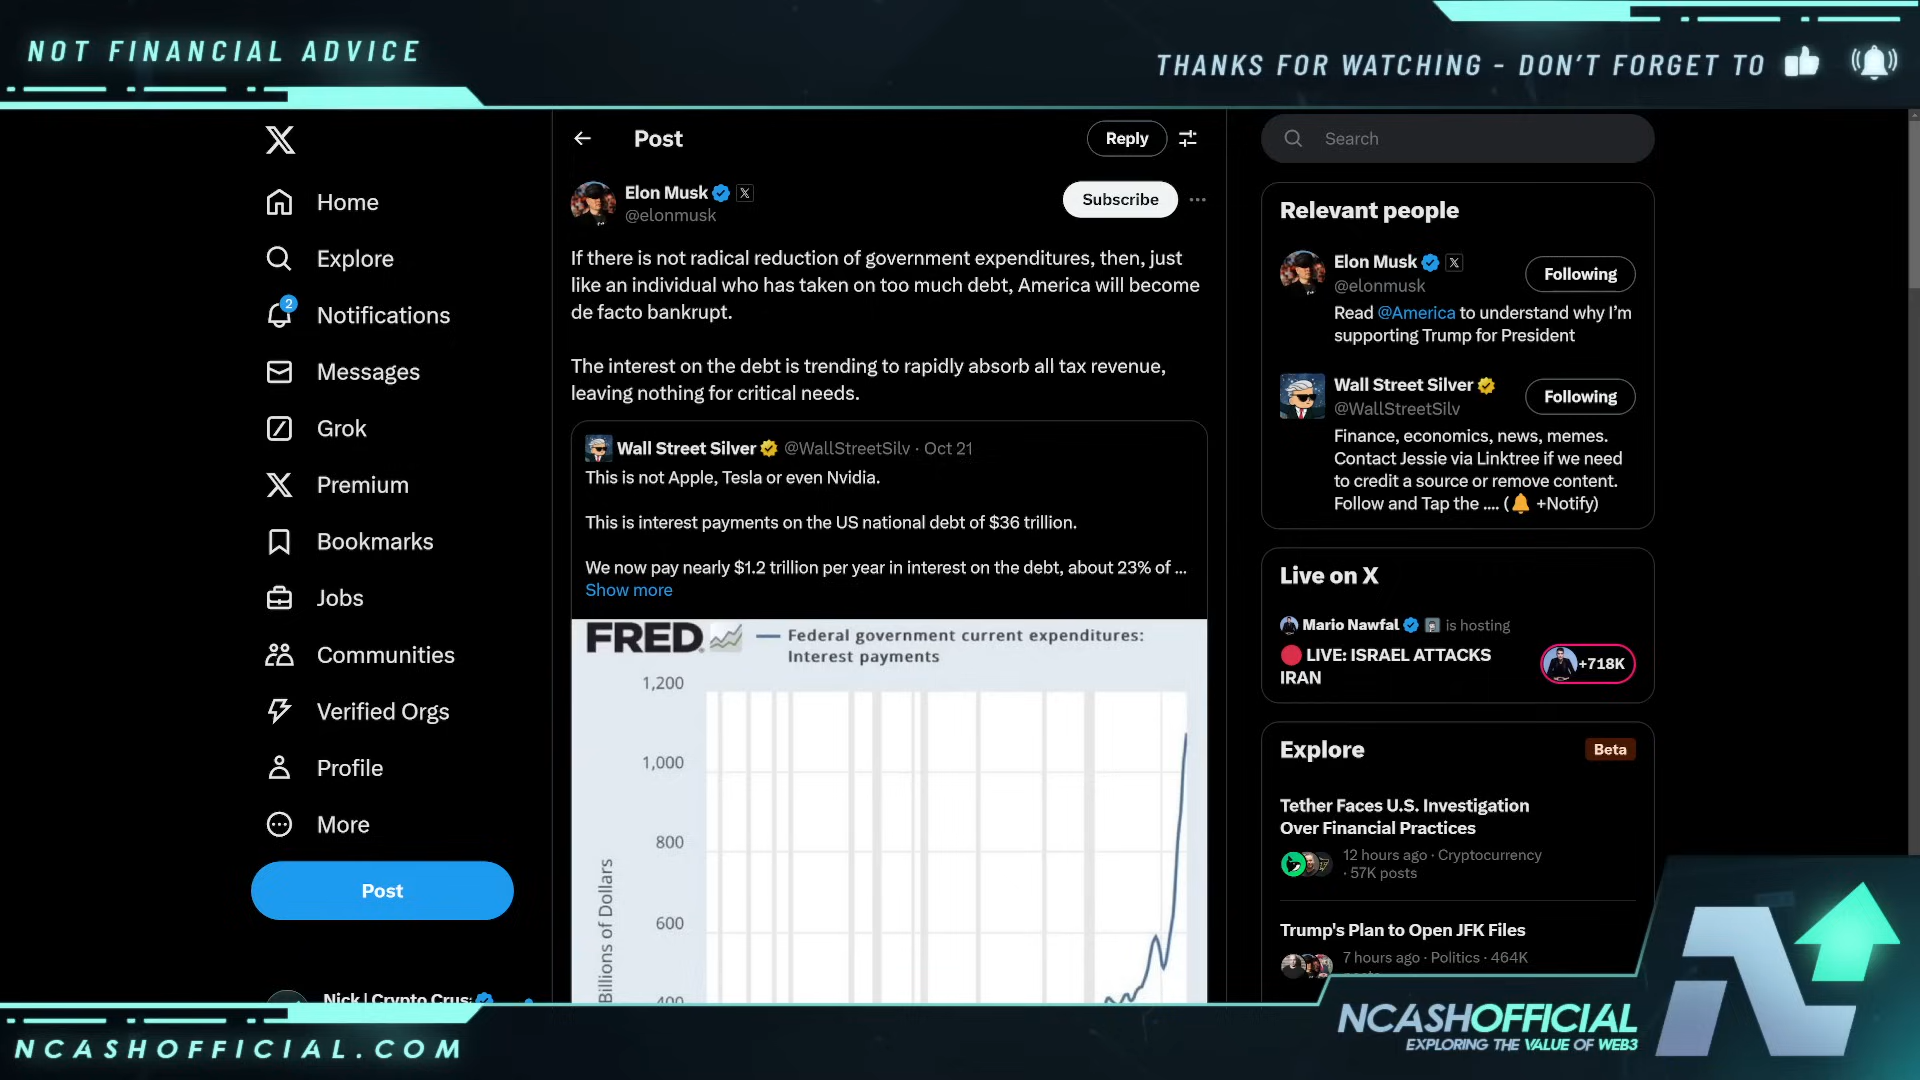 NOT FINANCIAL ADVICE
THANKS FOR WATCHING - DON'T FORGET TO
Home
Explore
2
Notifications
Messages
Grok
Premium
Bookmarks
Jobs
Communities
Verified Orgs
Profile
More
Post
Nick | Crypto Crus
Post
Reply
Elon Musk
@elonmusk
Subscribe
If there is not radical reduction of government expenditures, then, just
like an individual who has taken on too much debt, America will become
de facto bankrupt.
The interest on the debt is trending to rapidly absorb all tax revenue,
leaving nothing for critical needs.
Wall Street Silver @WallStreetSilv · Oct 21
This is not Apple, Tesla or even Nvidia.
This is interest payments on the US national debt of $36 trillion.
We now pay nearly $1.2 trillion per year in interest on the debt, about 23% of ...
Show more
FRED
Federal government current expenditures:
Interest payments
1,200
1,000
800
600
400
Billions of Dollars
Search
Relevant people
Elon Musk
@elonmusk
Following
Read @America to understand why I'm
supporting Trump for President
Wall Street Silver
@WallStreetSilv
Following
Finance, economics, news, memes.
Contact Jessie via Linktree if we need
to credit a source or remove content.
Follow and Tap the .... (🔔 +Notify)
Live on X
Mario Nawfal is hosting
🔴 LIVE: ISRAEL ATTACKS
IRAN
+718K
Explore
Beta
Tether Faces U.S. Investigation
Over Financial Practices
12 hours ago · Cryptocurrency
· 57K posts
Trump's Plan to Open JFK Files
7 hours ago · Politics · 464K
posts
NCASHOFFICIAL.COM
NCASHOFFICIAL
EXPLORING THE VALUE OF WEB3